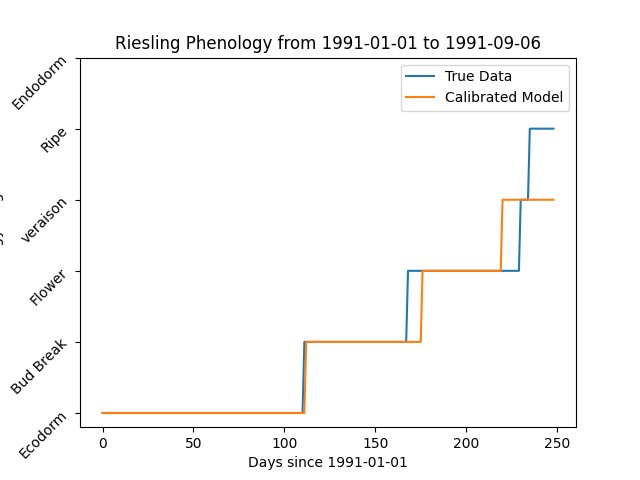 Riesling Phenology from 1991-01-01 to 1991-09-06
True Data
Calibrated Model
Endodorm
Ripe
veraison
Flower
Bud Break
Ecodorm
0 50 100 150 200 250
Days since 1991-01-01